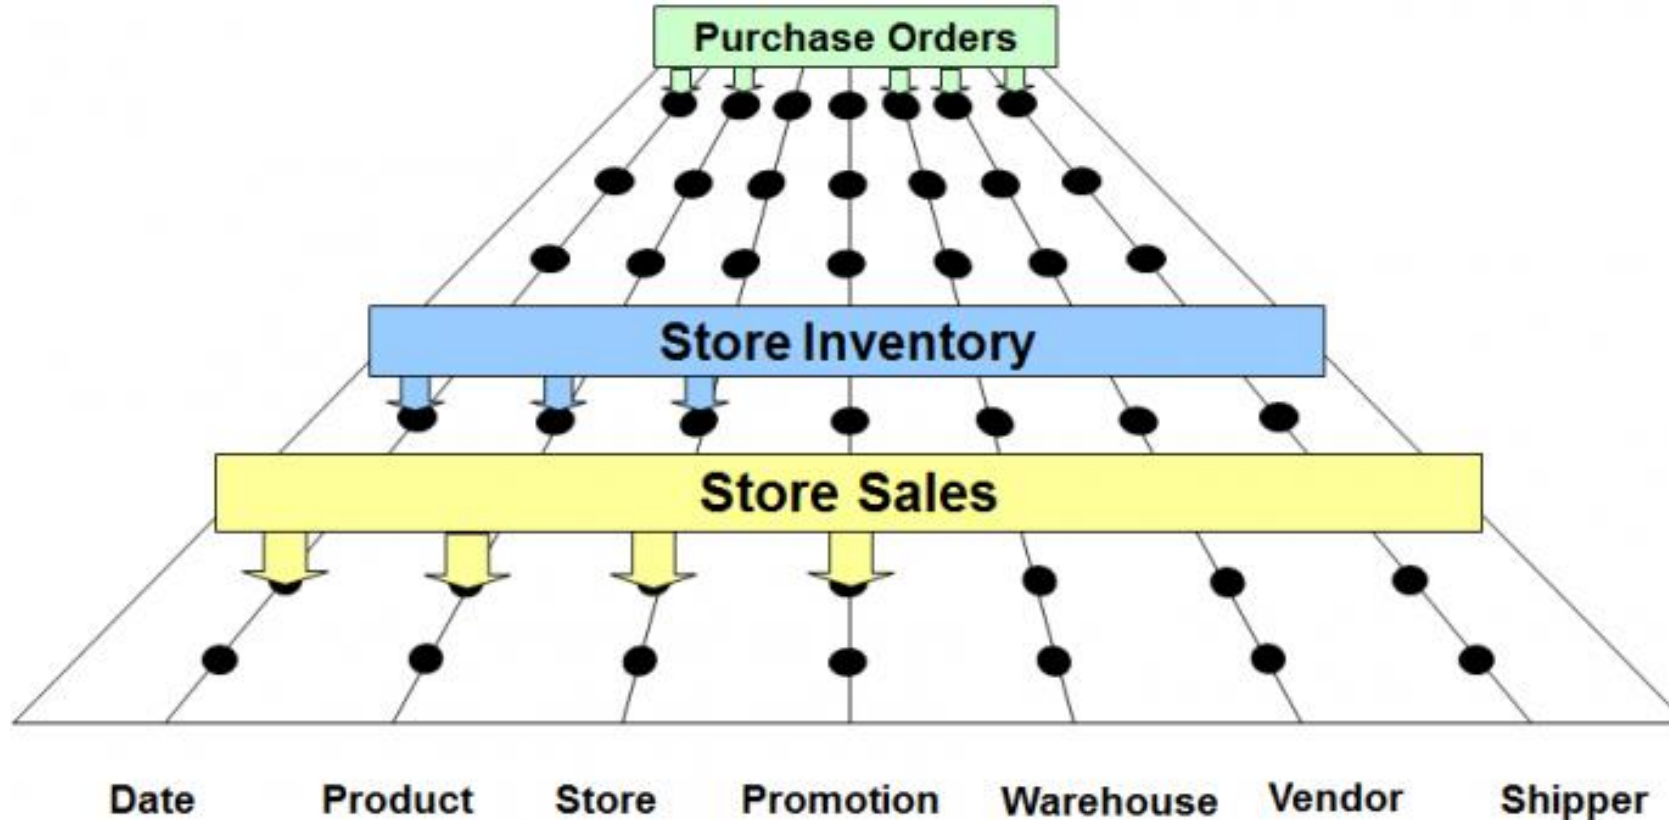 Purchase Orders
Store Inventory
Store Sales
Date Product Store Promotion Warehouse Vendor Shipper